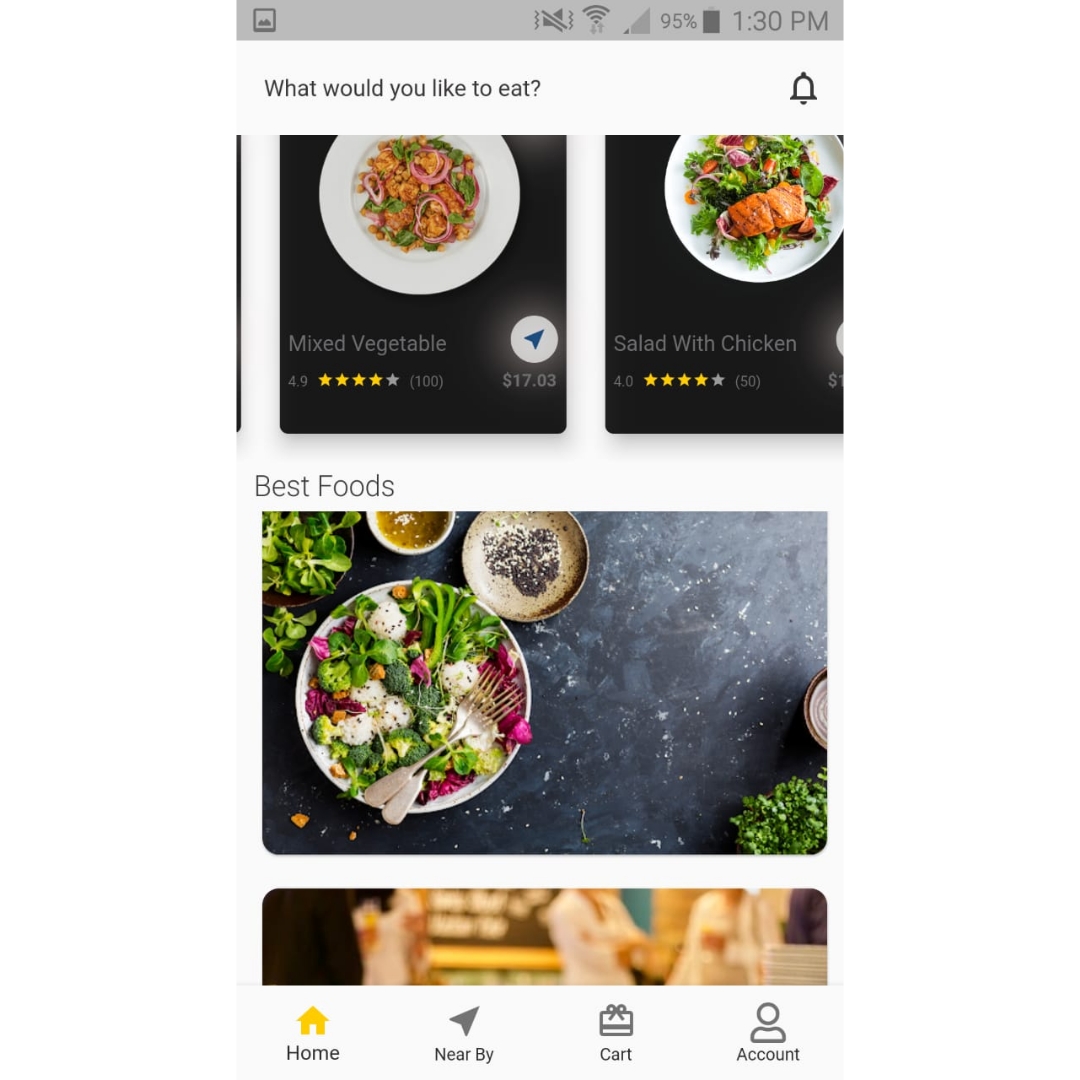 95% 1:30 PM
What would you like to eat?
Mixed Vegetable
4.9 (100) $17.03
Salad With Chicken
4.0 (50) $1
Best Foods
Home Near By Cart Account